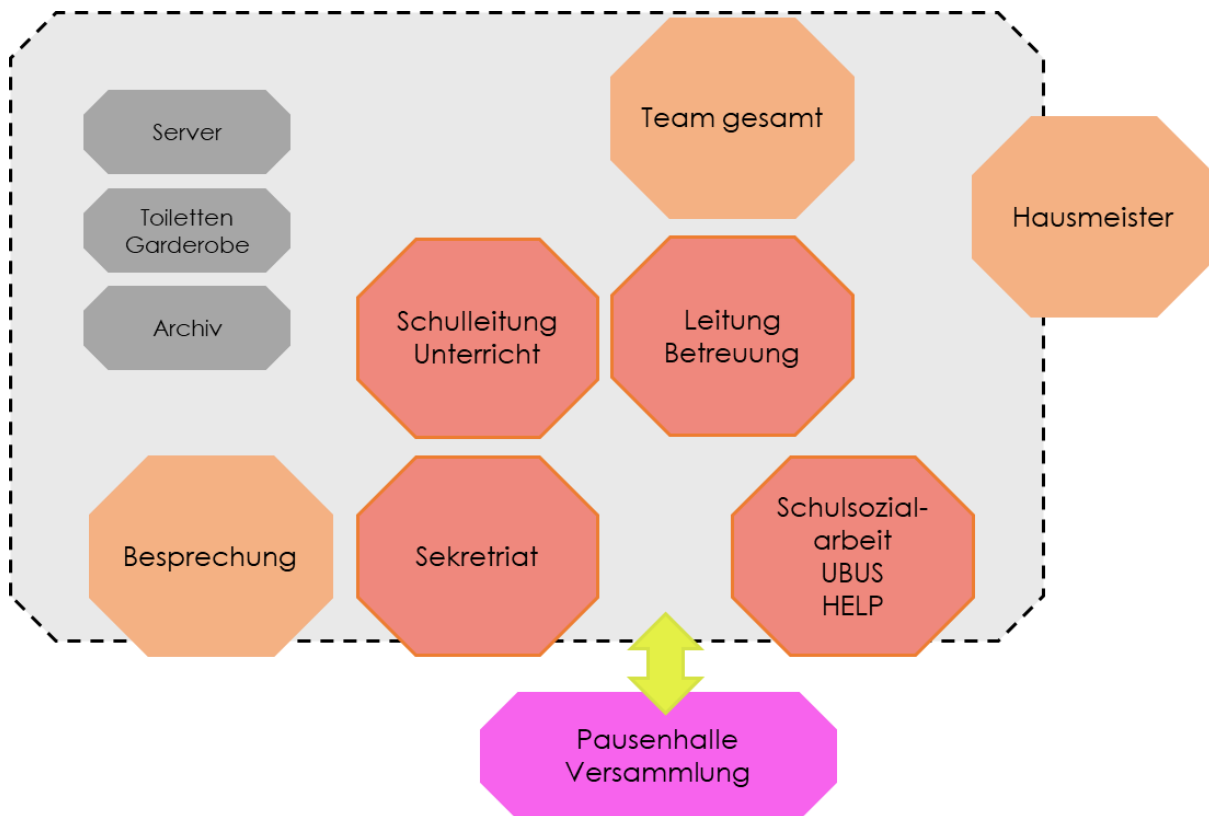 Team gesamt
Server
Hausmeister
Toiletten
Garderobe
Archiv
Schulleitung
Unterricht
Leitung
Betreuung
Besprechung
Sekretriat
Schulsozial-
arbeit
UBUS
HELP
Pausenhalle
Versammlung